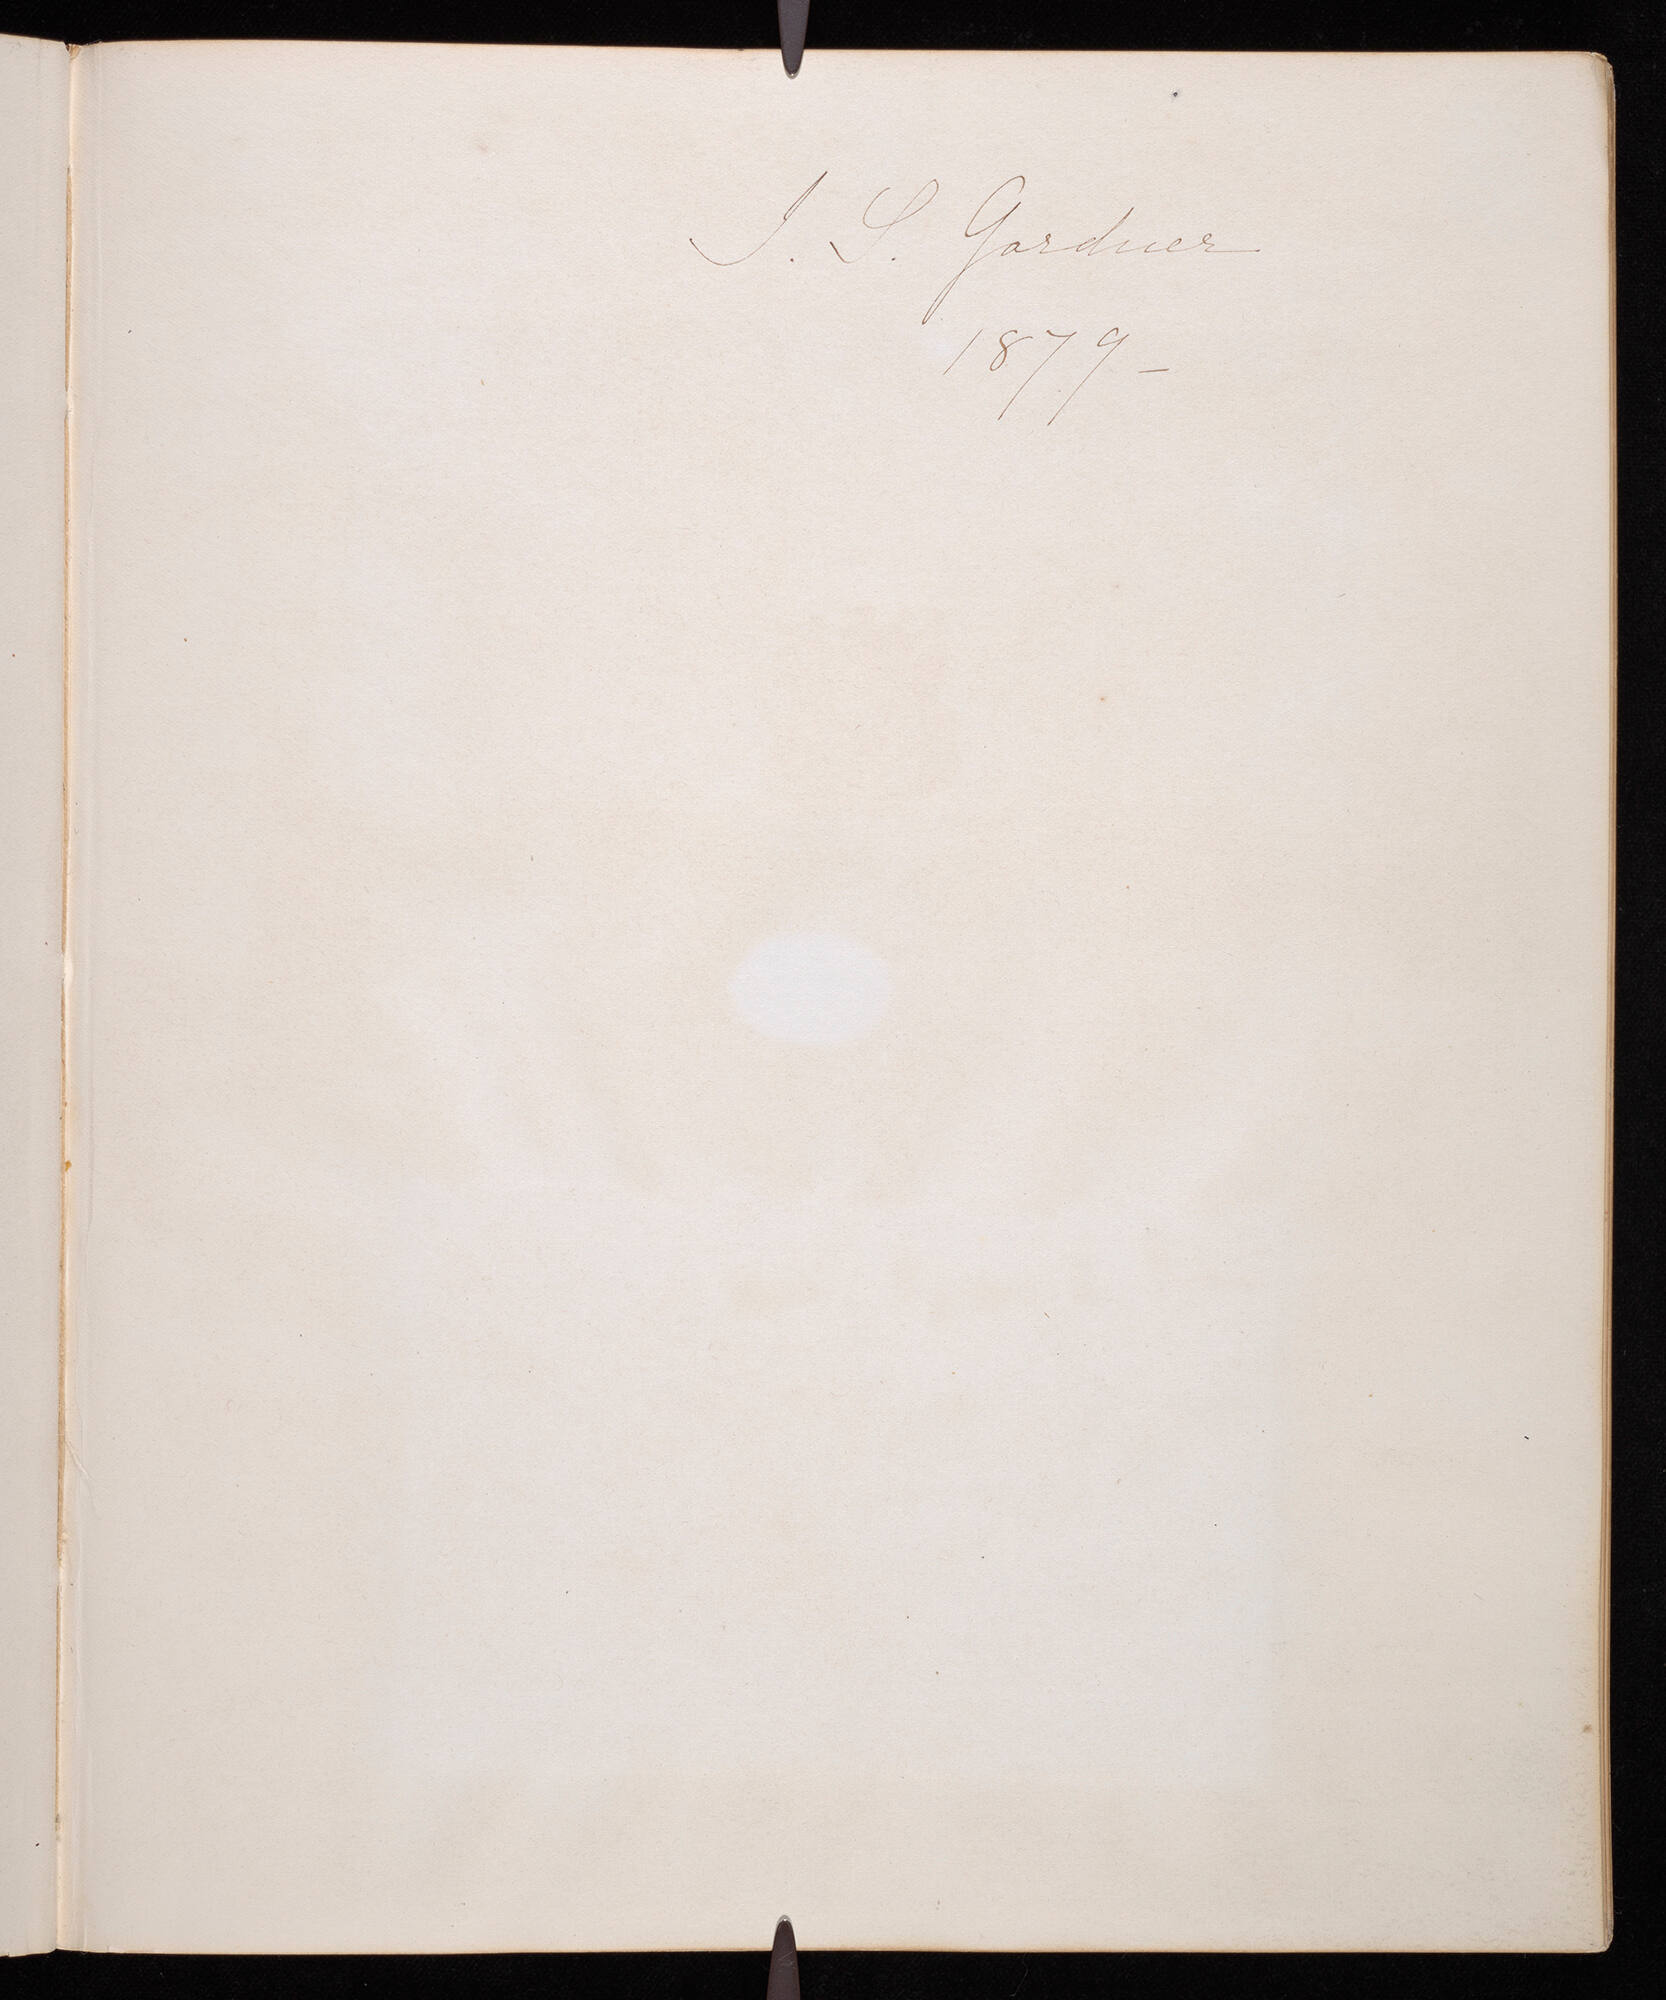 I. S. Gardner
1879 –